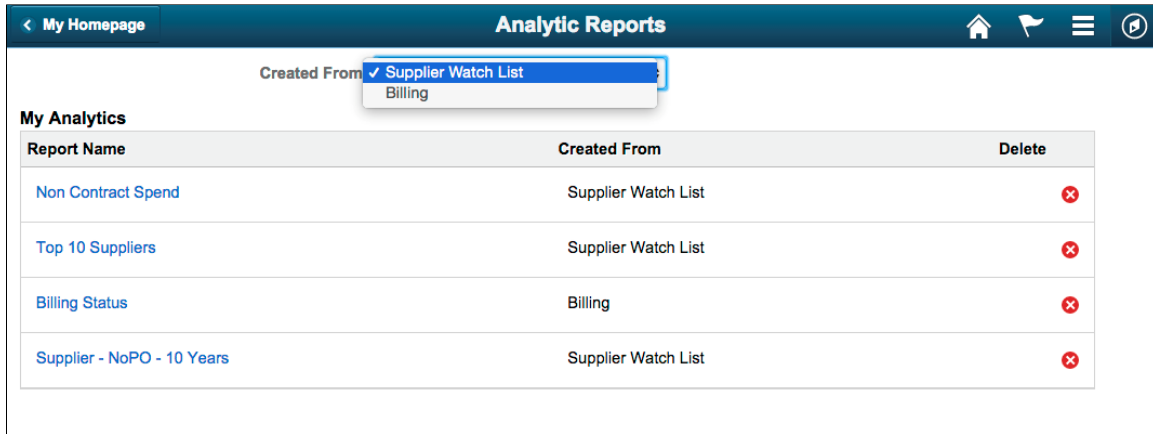 My Homepage Analytic Reports
Created From ✓ Supplier Watch List
Billing
My Analytics
Report Name Created From Delete
Non Contract Spend Supplier Watch List
Top 10 Suppliers Supplier Watch List
Billing Status Billing
Supplier - NoPO - 10 Years Supplier Watch List